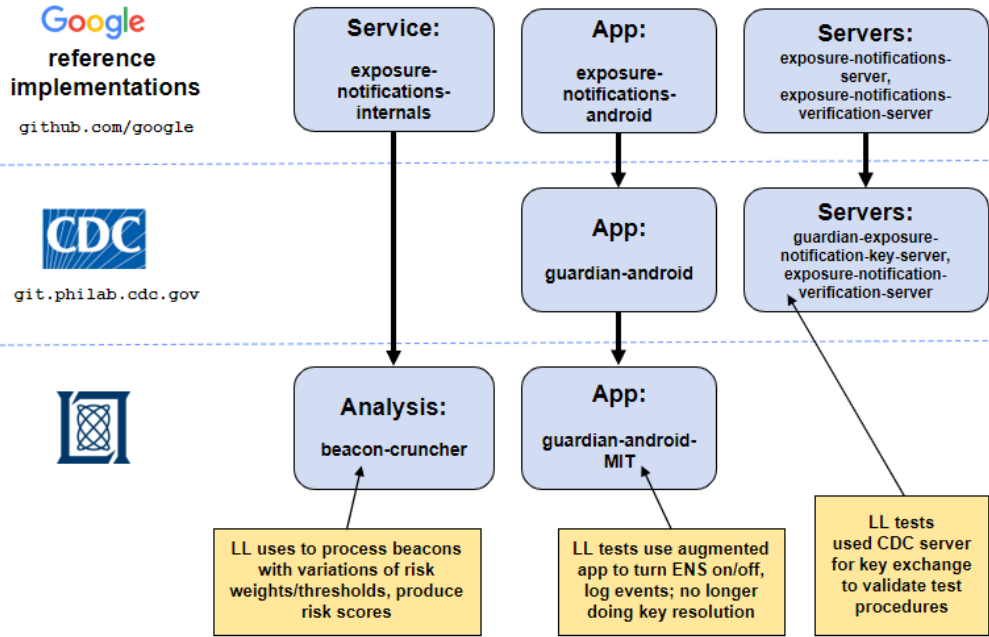 Google
reference
implementations
github.com/google
Service:
exposure-
notifications-
internals
App:
exposure-
notifications-
android
Servers:
exposure-notifications-
server,
exposure-notifications-
verification-server
CDC
git.philab.cdc.gov
App:
guardian-android
Servers:
guardian-exposure-
notification-key-server,
exposure-notification-
verification-server
Analysis:
beacon-cruncher
App:
guardian-android-
MIT
LL uses to process beacons
with variations of risk
weights/thresholds, produce
risk scores
LL tests use augmented
app to turn ENS on/off,
log events; no longer
doing key resolution
LL tests
used CDC server
for key exchange
to validate test
procedures